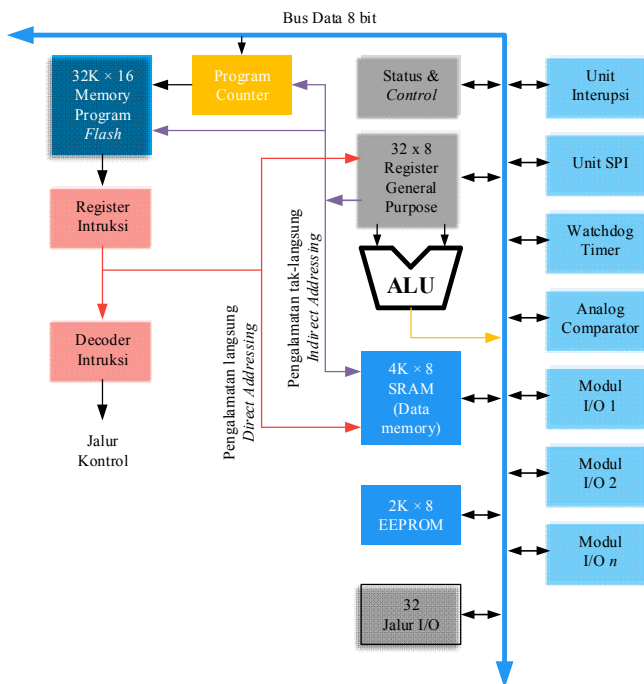 Bus Data 8 bit
32K × 16
Memory
Program
Flash
Program
Counter
Status &
Control
Unit
Interupsi
32 x 8
Register
General
Purpose
Unit SPI
Register
Intruksi
Watchdog
Timer
ALU
Pengalamatan langsung
Direct Addressing
Pengalamatan tak-langsung
Indirect Addressing
Analog
Comparator
Decoder
Intruksi
4K × 8
SRAM
(Data
memory)
Modul
I/O 1
Jalur
Kontrol
Modul
I/O 2
2K × 8
EEPROM
Modul
I/O n
32
Jalur I/O